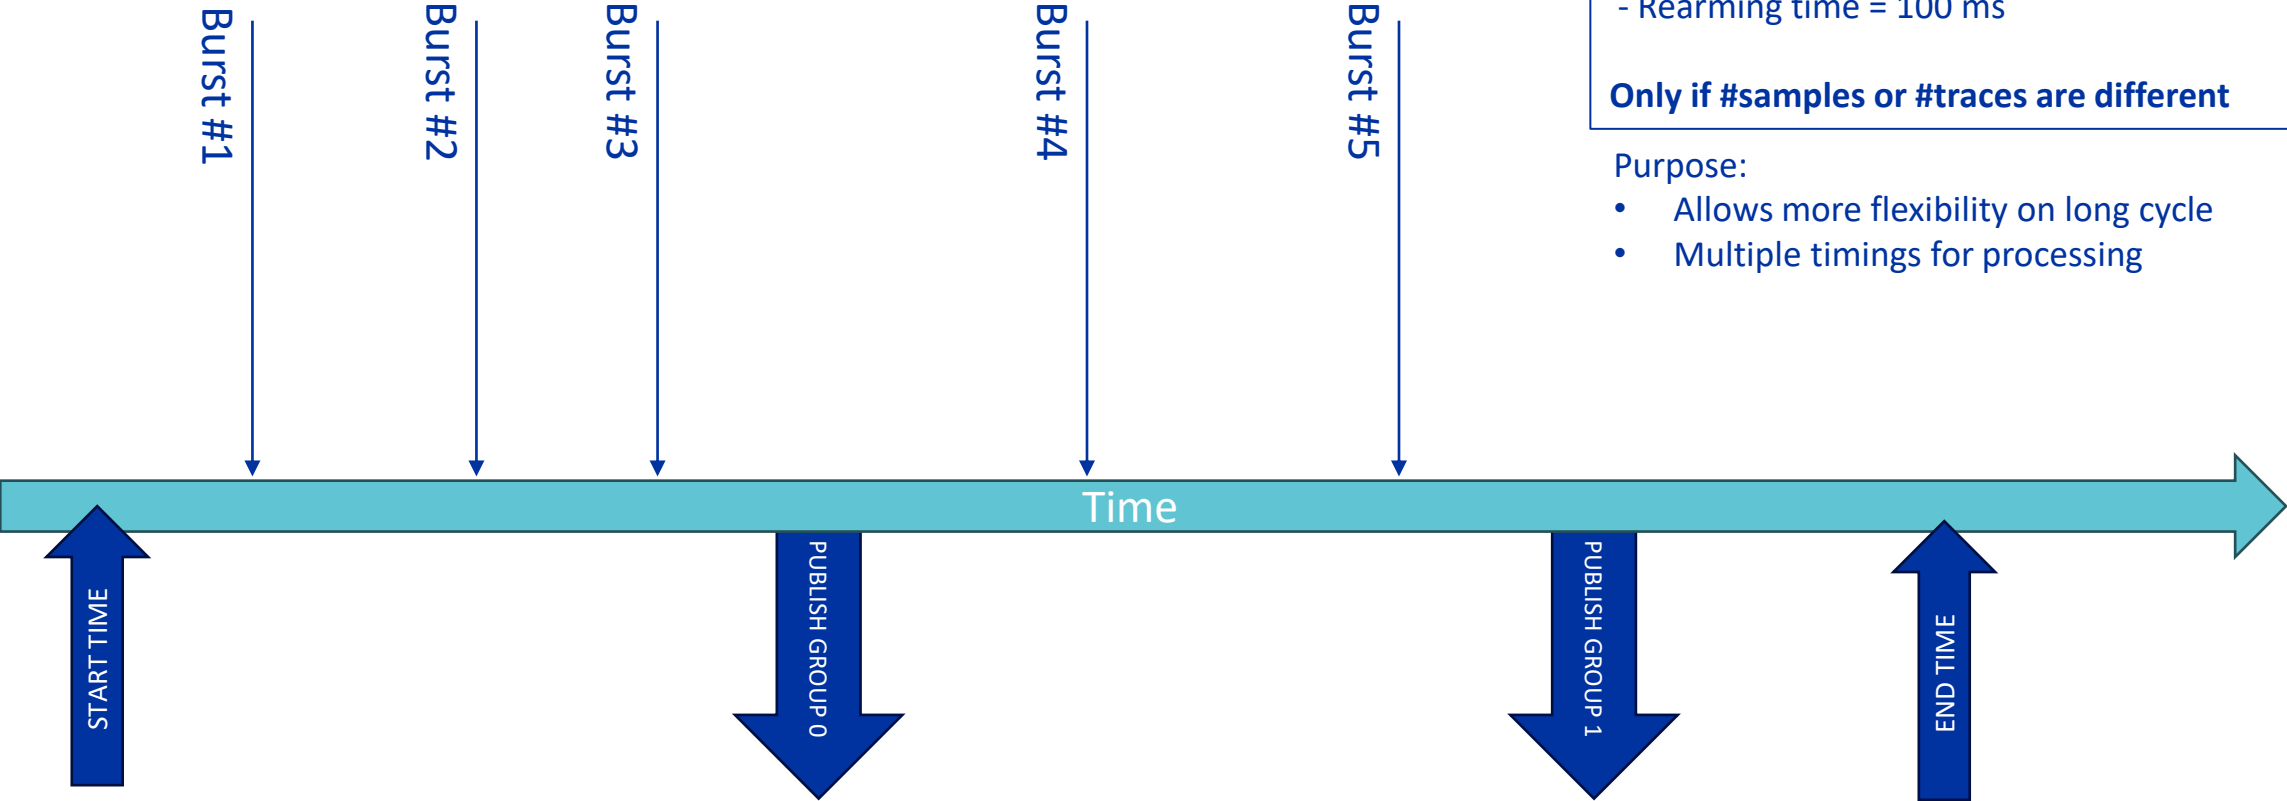 Burst #1
Burst #2
Burst #3
Burst #4
Burst #5
- Rearming time = 100 ms
Only if #samples or #traces are different
Purpose:
• Allows more flexibility on long cycle
• Multiple timings for processing
Time
START TIME
PUBLISH GROUP 0
PUBLISH GROUP 1
END TIME